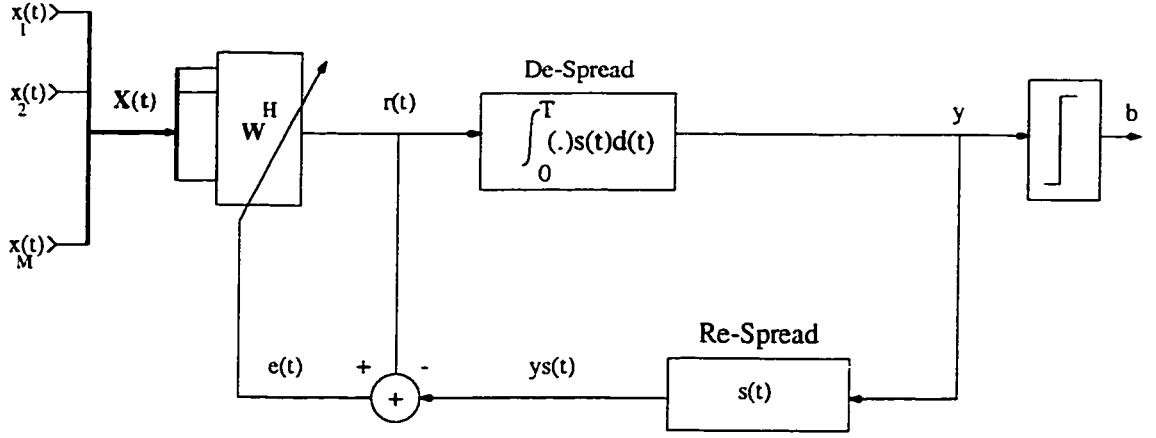 x(t)
1
x(t)
2
x(t)
M
X(t)
W H
r(t)
De-Spread
∫ T 0 (.)s(t)d(t)
y
b
e(t)
+
-
+
ys(t)
Re-Spread
s(t)